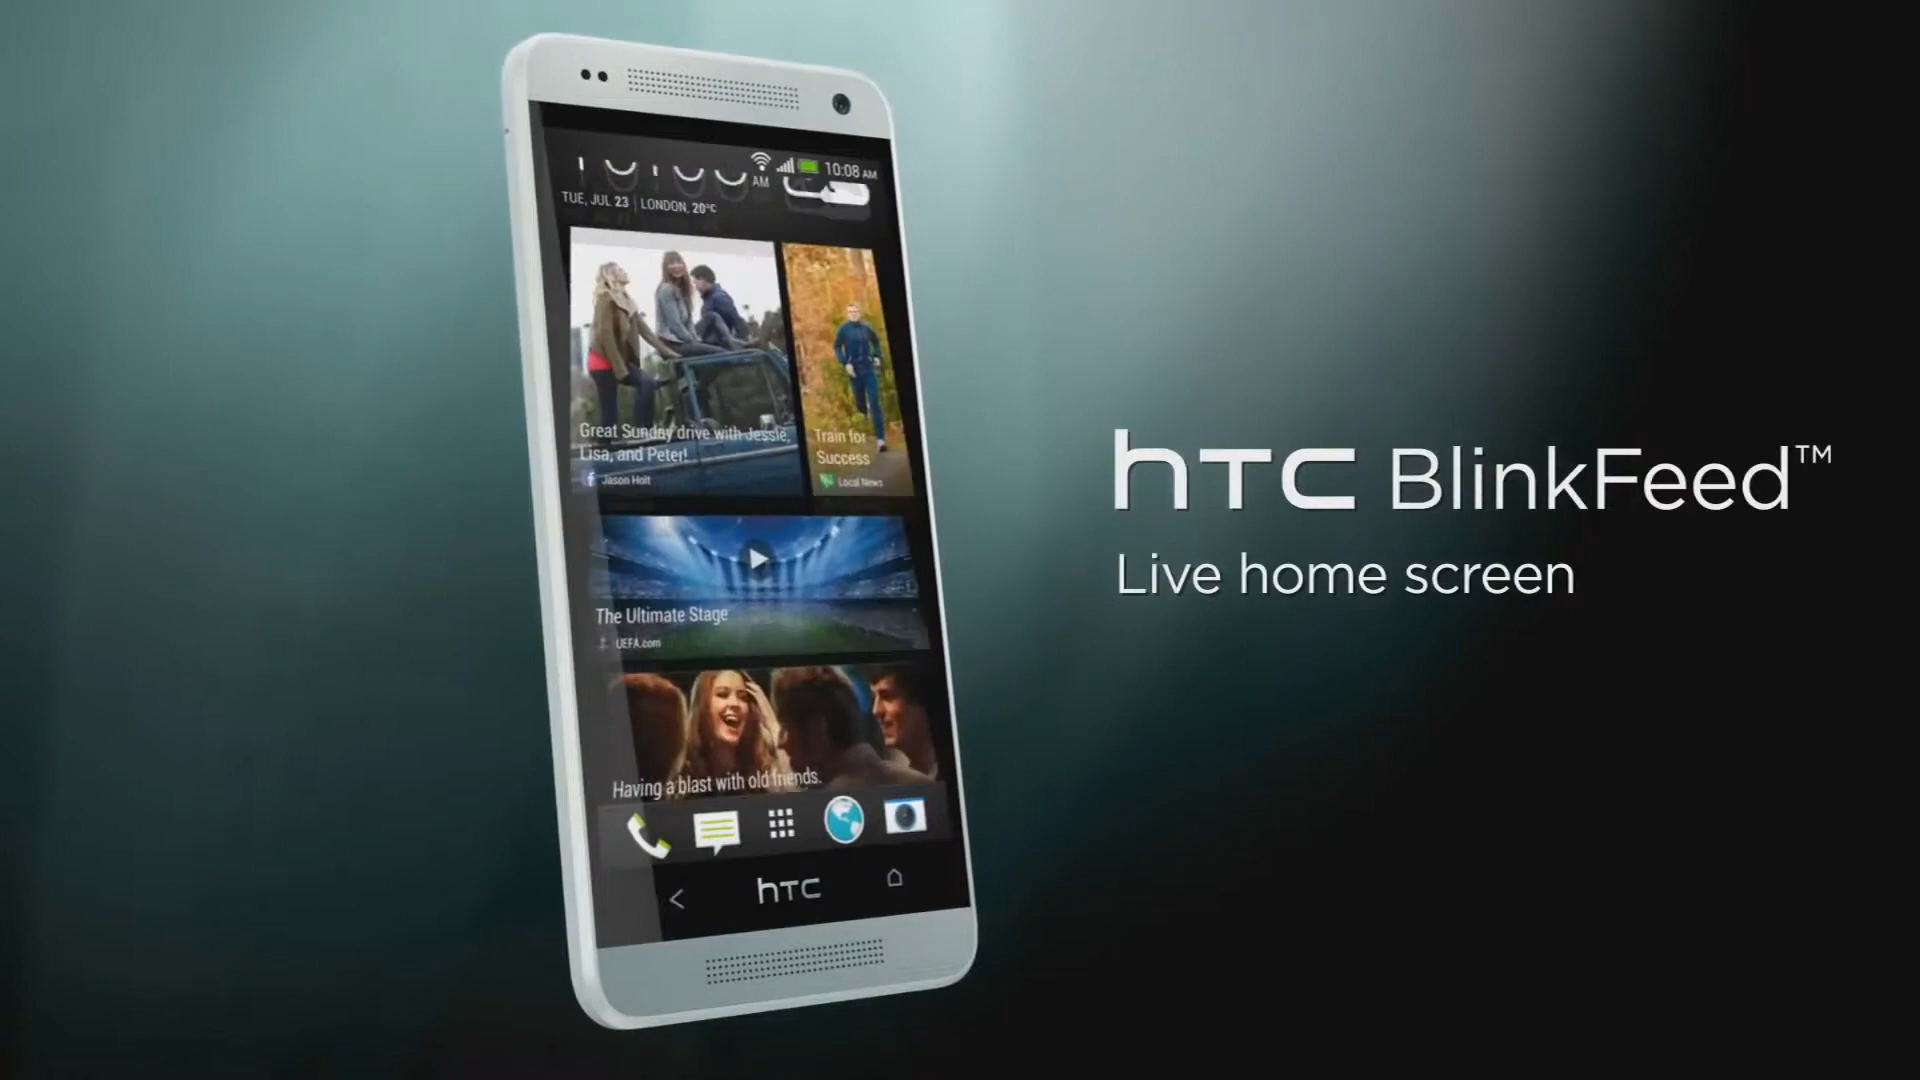 10:08 AM
AM
TUE, JUL 23 | LONDON, 20°C
Great Sunday drive with Jessie,
Lisa, and Peter!
f Jason Holt
Train for
Success
Local News
The Ultimate Stage
UEFA.com
Having a blast with old friends.
hTC
hTC BlinkFeed™
Live home screen